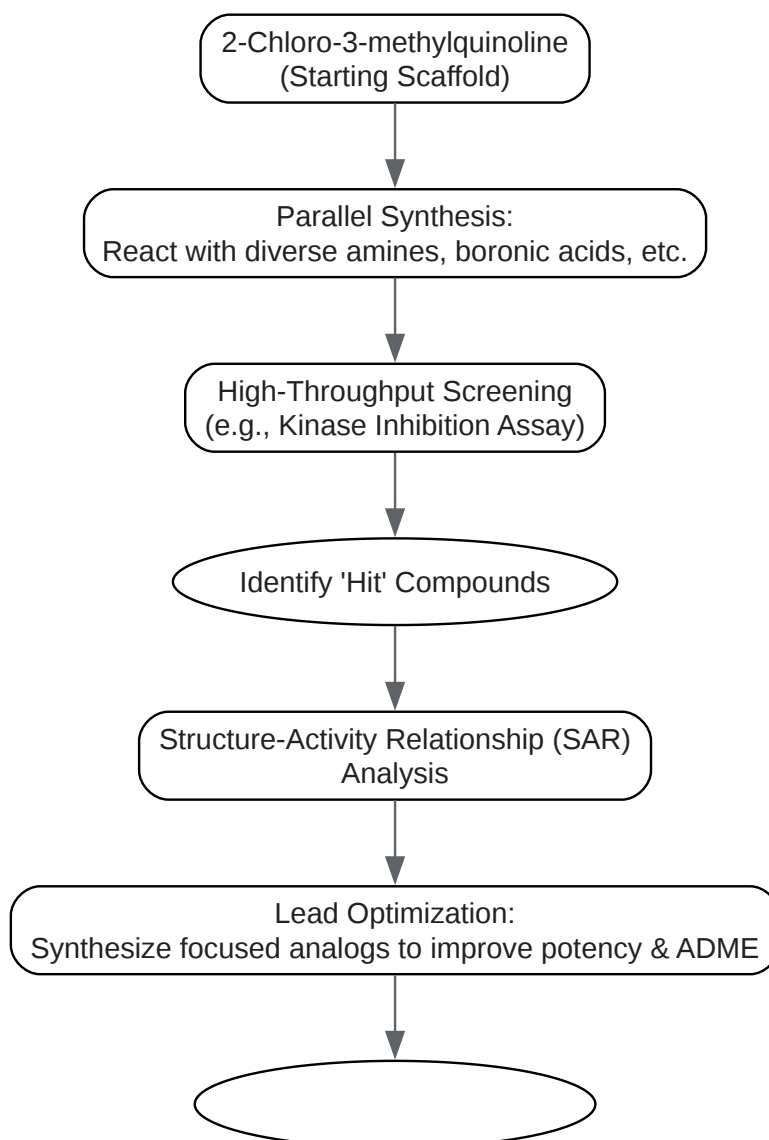 2-Chloro-3-methylquinoline
(Starting Scaffold)
Parallel Synthesis:
React with diverse amines, boronic acids, etc.
High-Throughput Screening
(e.g., Kinase Inhibition Assay)
Identify 'Hit' Compounds
Structure-Activity Relationship (SAR)
Analysis
Lead Optimization:
Synthesize focused analogs to improve potency & ADME